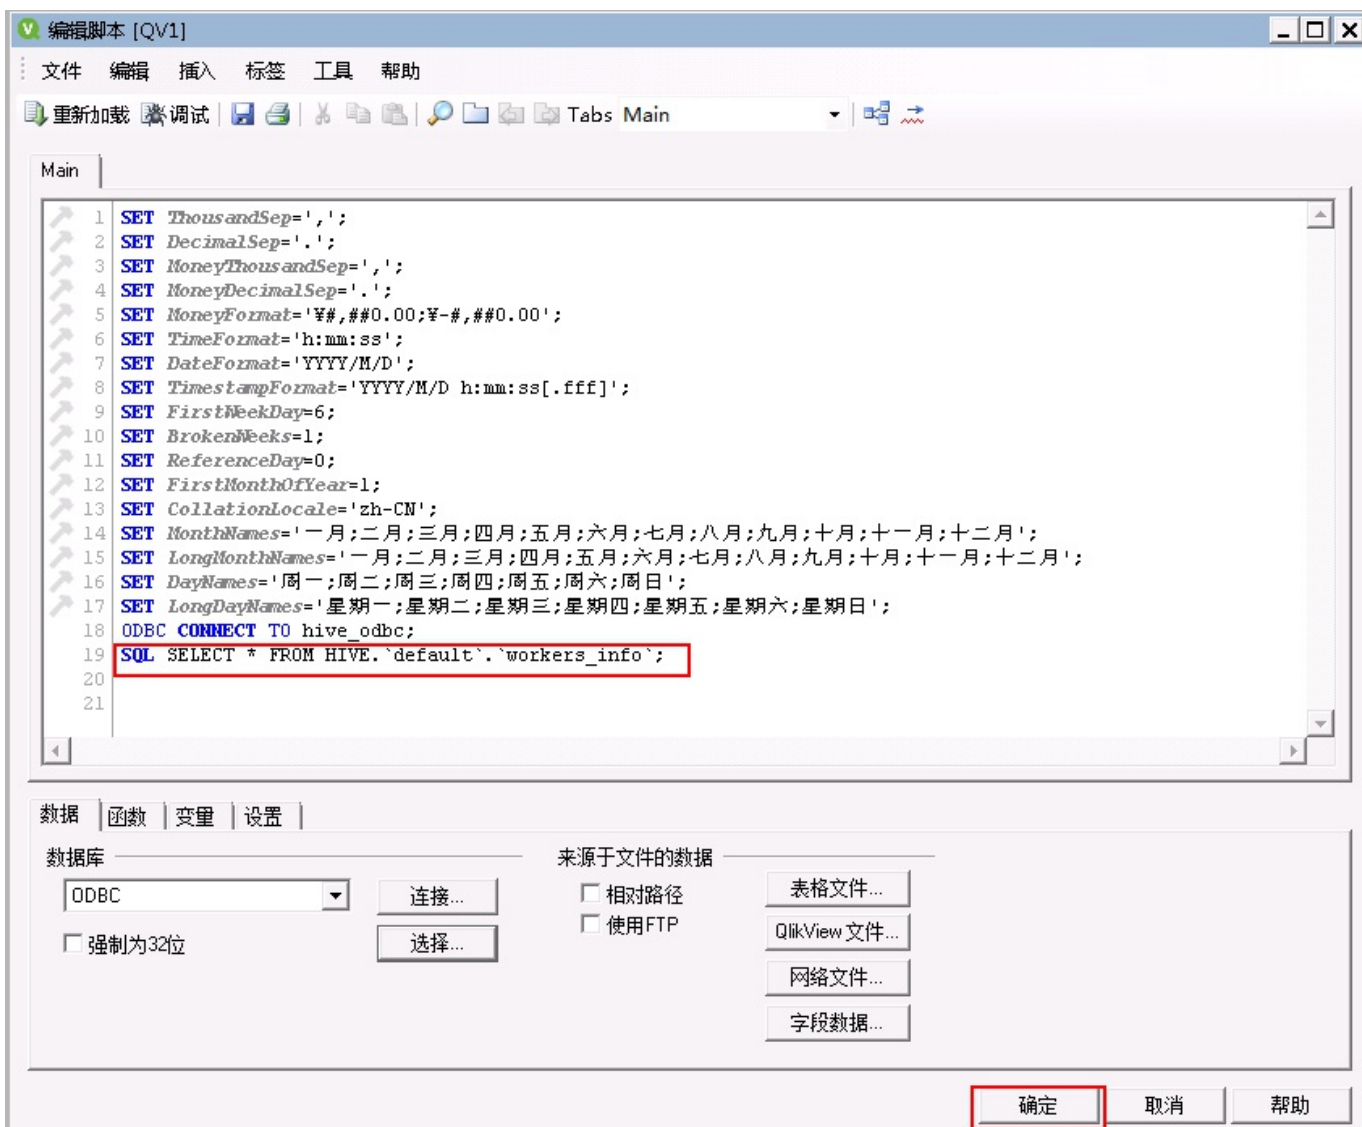 编辑脚本 [QV1]
文件 编辑 插入 标签 工具 帮助
重新加载 调试 Tabs Main
Main
1 SET ThousandSep=',';
2 SET DecimalSep='.';
3 SET MoneyThousandSep=',';
4 SET MoneyDecimalSep='.';
5 SET MoneyFormat='¥#,##0.00;¥-#,##0.00';
6 SET TimeFormat='h:mm:ss';
7 SET DateFormat='YYYY/M/D';
8 SET TimestampFormat='YYYY/M/D h:mm:ss[.fff]';
9 SET FirstWeekDay=6;
10 SET BrokenWeeks=1;
11 SET ReferenceDay=0;
12 SET FirstMonthOfYear=1;
13 SET CollationLocale='zh-CN';
14 SET MonthNames='一月;二月;三月;四月;五月;六月;七月;八月;九月;十月;十一月;十二月';
15 SET LongMonthNames='一月;二月;三月;四月;五月;六月;七月;八月;九月;十月;十一月;十二月';
16 SET DayNames='周一;周二;周三;周四;周五;周六;周日';
17 SET LongDayNames='星期一;星期二;星期三;星期四;星期五;星期六;星期日';
18 ODBC CONNECT TO hive_odbc;
19 SQL SELECT * FROM HIVE.`default`.`workers_info`;
20
21
数据 函数 变量 设置
数据库 来源于文件的数据
ODBC 连接... 相对路径 表格文件...
强制为32位 选择... 使用FTP QlikView 文件...
网络文件...
字段数据...
确定 取消 帮助